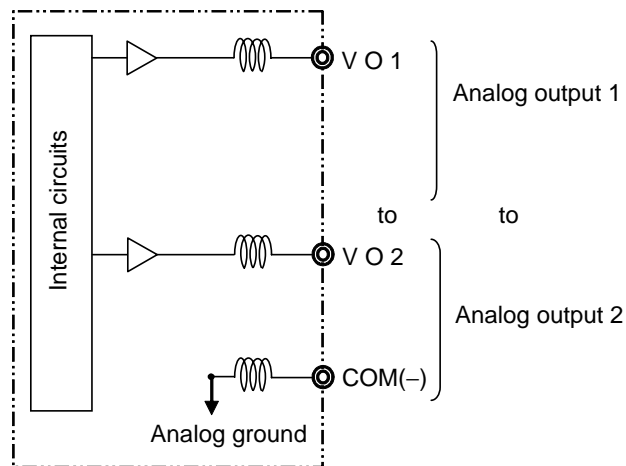 V O 1
Analog output 1
Internal circuits
to to
V O 2
Analog output 2
COM(−)
Analog ground